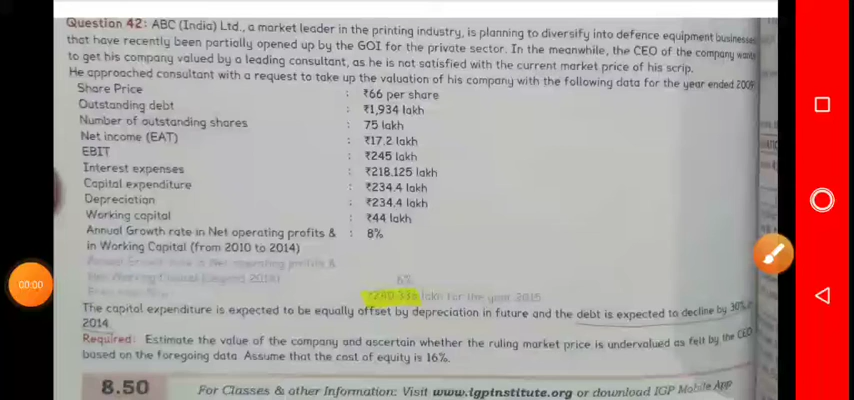 Question 42: ABC (India) Ltd., a market leader in the printing industry, is planning to diversify into defence equipment businesses
that have recently been partially opened up by the GOI for the private sector. In the meanwhile, the CEO of the company wants
to get his company valued by a leading consultant, as he is not satisfied with the current market price of his scrip.
He approached consultant with a request to take up the valuation of his company with the following data for the year ended 2009
Share Price : ₹66 per share
Outstanding debt : ₹1,934 lakh
Number of outstanding shares : 75 lakh
Net income (EAT) : ₹17.2 lakh
EBIT : ₹245 lakh
Interest expenses : ₹218.125 lakh
Capital expenditure : ₹234.4 lakh
Depreciation : ₹234.4 lakh
Working capital : ₹44 lakh
Annual Growth rate in Net operating profits & : 8%
in Working Capital (from 2010 to 2014)
Annual Growth rate in Net operating profits &
6%
lakh for the year 2015
The capital expenditure is expected to be equally offset by depreciation in future and the debt is expected to decline by 30% in
2014.
Required: Estimate the value of the company and ascertain whether the ruling market price is undervalued as felt by the CEO
based on the foregoing data Assume that the cost of equity is 16%.
8.50 For Classes & other Information: Visit www.igpinstitute.org or download IGP Mobile App
00:00